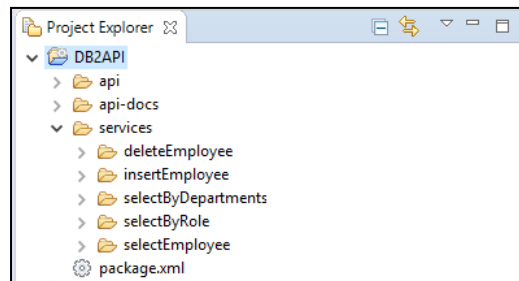 Project Explorer
DB2API
api
api-docs
services
deleteEmployee
insertEmployee
selectByDepartments
selectByRole
selectEmployee
package.xml